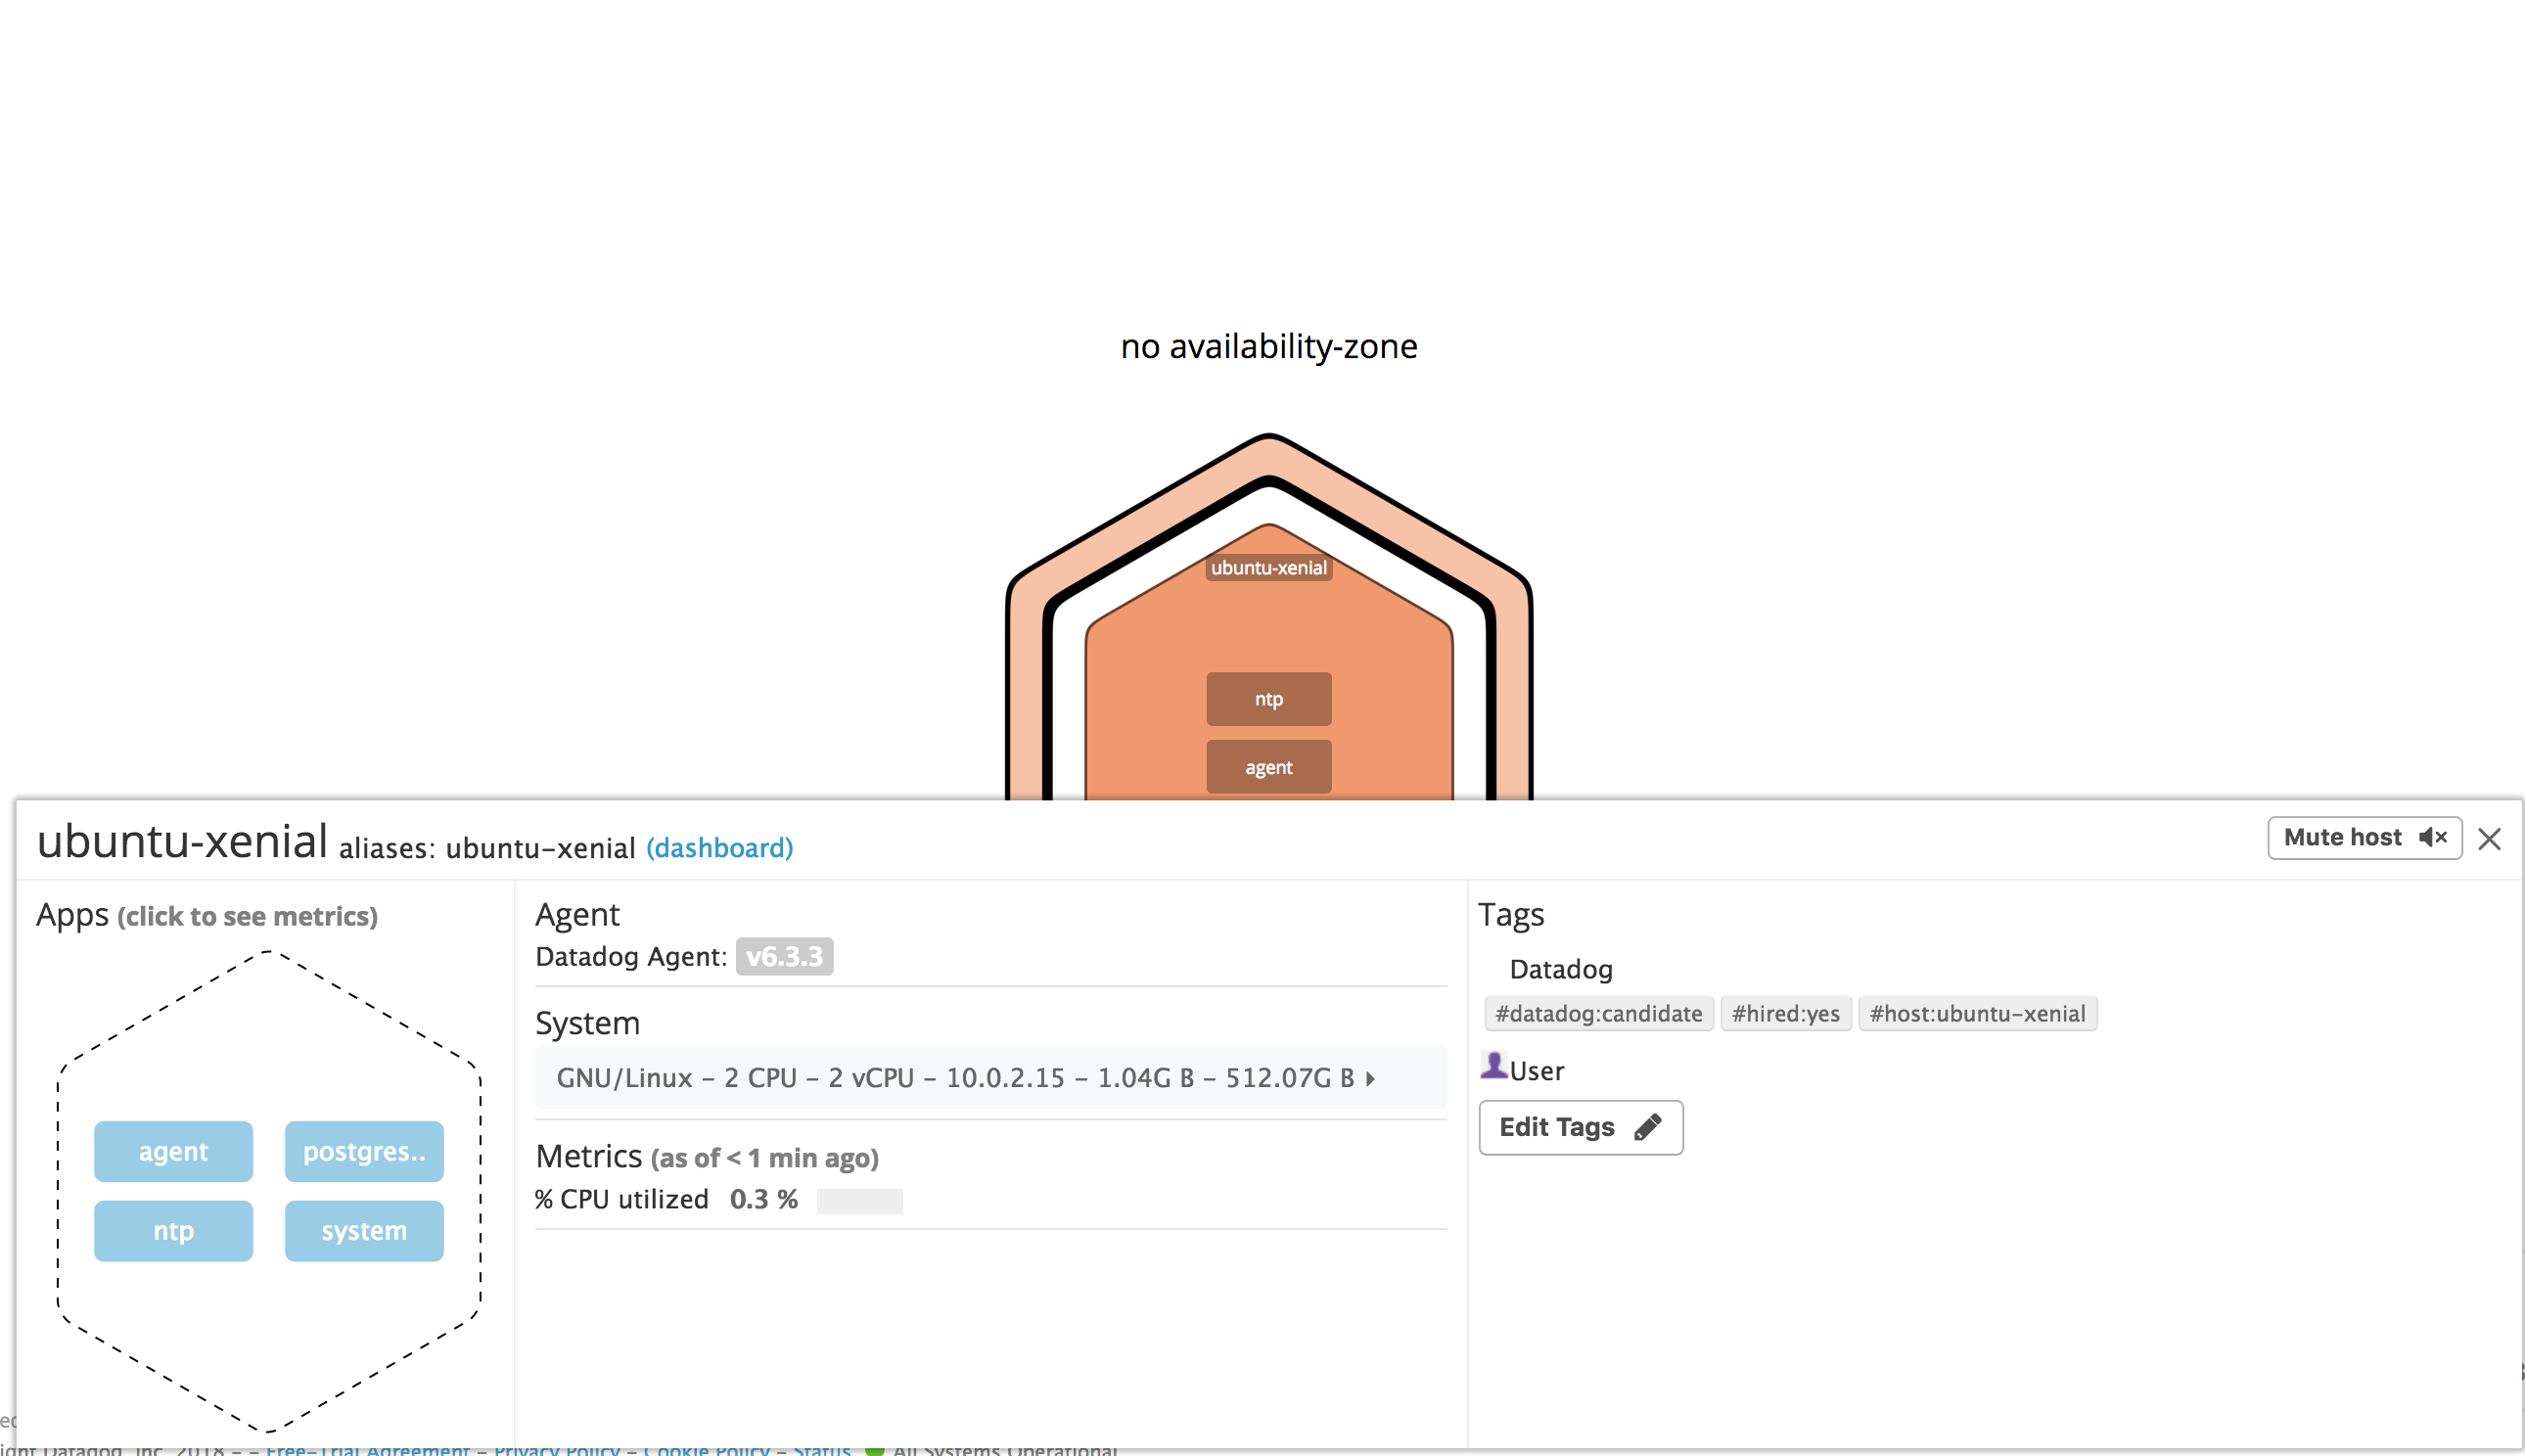 no availability-zone
ubuntu-xenial
ntp
agent
ubuntu-xenial aliases: ubuntu-xenial (dashboard)
Mute host
Apps (click to see metrics)
agent
postgres..
ntp
system
Agent
Datadog Agent: v6.3.3
System
GNU/Linux - 2 CPU - 2 vCPU - 10.0.2.15 - 1.04G B - 512.07G B
Metrics (as of < 1 min ago)
% CPU utilized 0.3 %
Tags
Datadog
#datadog:candidate #hired:yes #host:ubuntu-xenial
User
Edit Tags
Datadog, Inc. 2018 - - Free-Trial Agreement - Privacy Policy - Cookie Policy - Status All Systems Operational